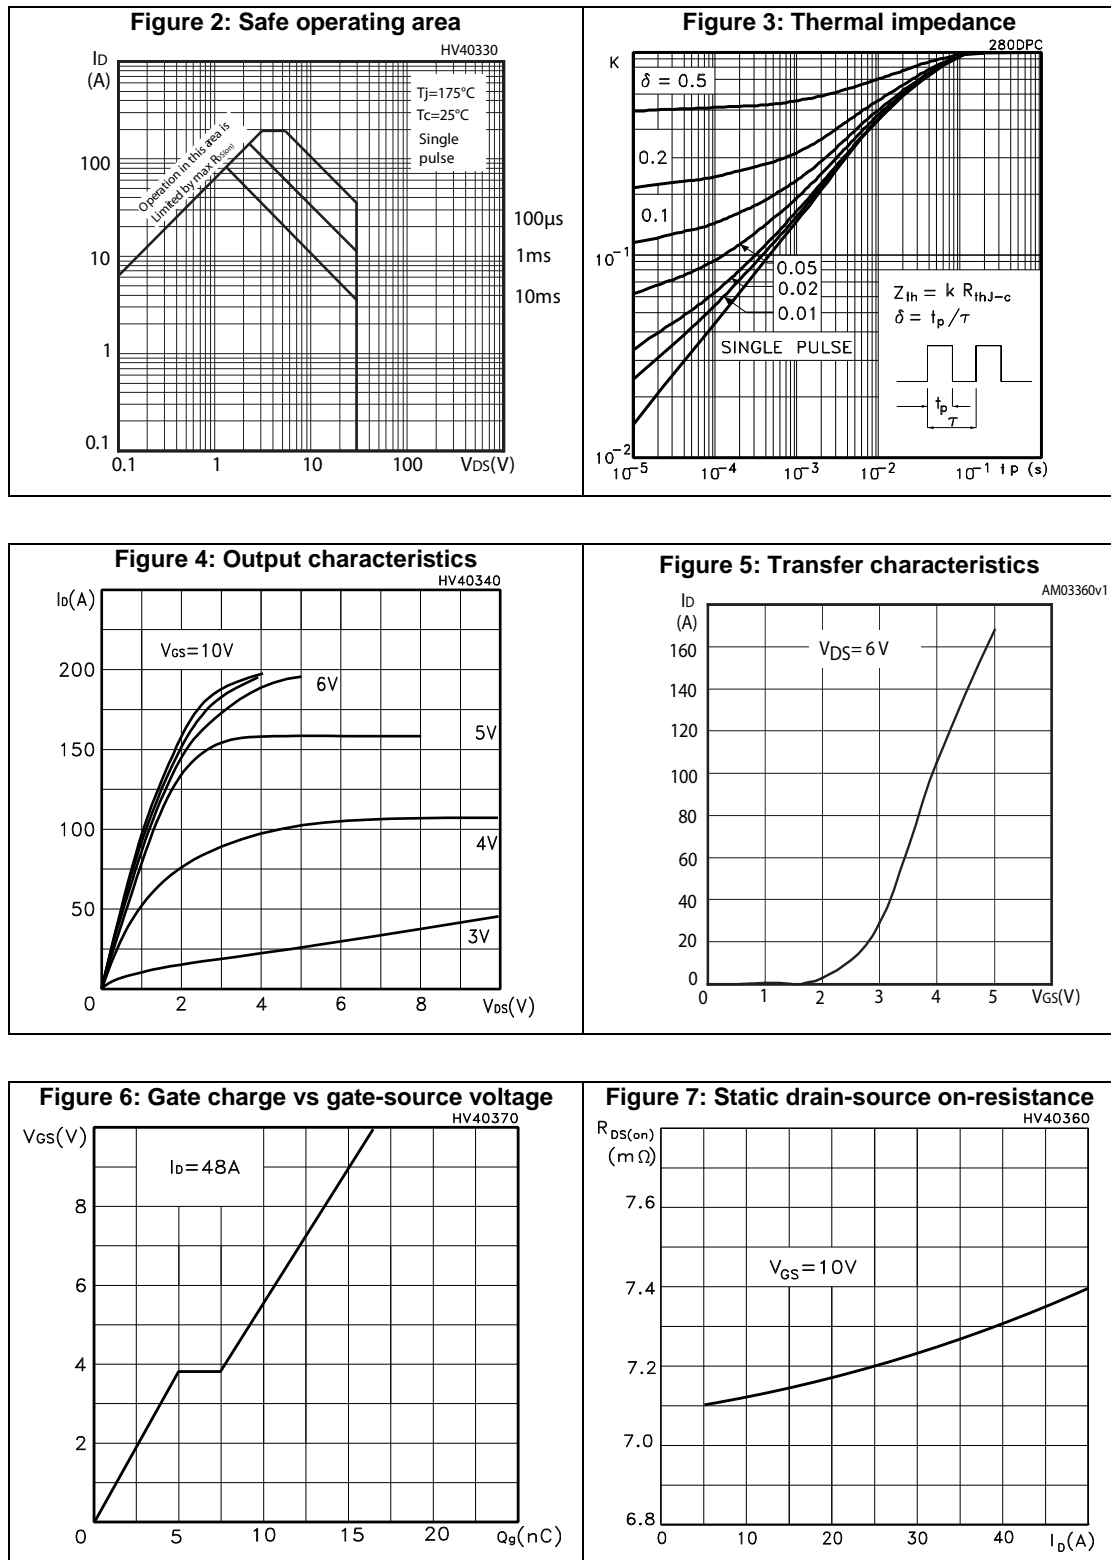 Figure 2: Safe operating area
HV40330
ID
(A)
Tj=175°C
Tc=25°C
Single
pulse
Operation in this area is
Limited by max RDS(on)
100
10
1
0.1
100µs
1ms
10ms
0.1 1 10 100 VDS(V)
Figure 3: Thermal impedance
280DPC
K
δ = 0.5
0.2
0.1
10⁻¹
0.05
0.02
0.01
SINGLE PULSE
Zth = k RthJ-c
δ = tp/τ
tp
τ
10⁻²
10⁻⁵ 10⁻⁴ 10⁻³ 10⁻² 10⁻¹ tp (s)
Figure 4: Output characteristics
HV40340
ID(A)
VGS=10V
200
6V
5V
150
100
4V
50
3V
0 2 4 6 8 VDS(V)
Figure 5: Transfer characteristics
AM03360v1
ID
(A)
VDS=6V
160
140
120
100
80
60
40
20
0
0 1 2 3 4 5 VGS(V)
Figure 6: Gate charge vs gate-source voltage
HV40370
VGS(V)
ID=48A
8
6
4
2
0 5 10 15 20 Qg(nC)
Figure 7: Static drain-source on-resistance
HV40360
RDS(on)
(mΩ)
7.6
VGS=10V
7.4
7.2
7.0
6.8
0 10 20 30 40 ID(A)